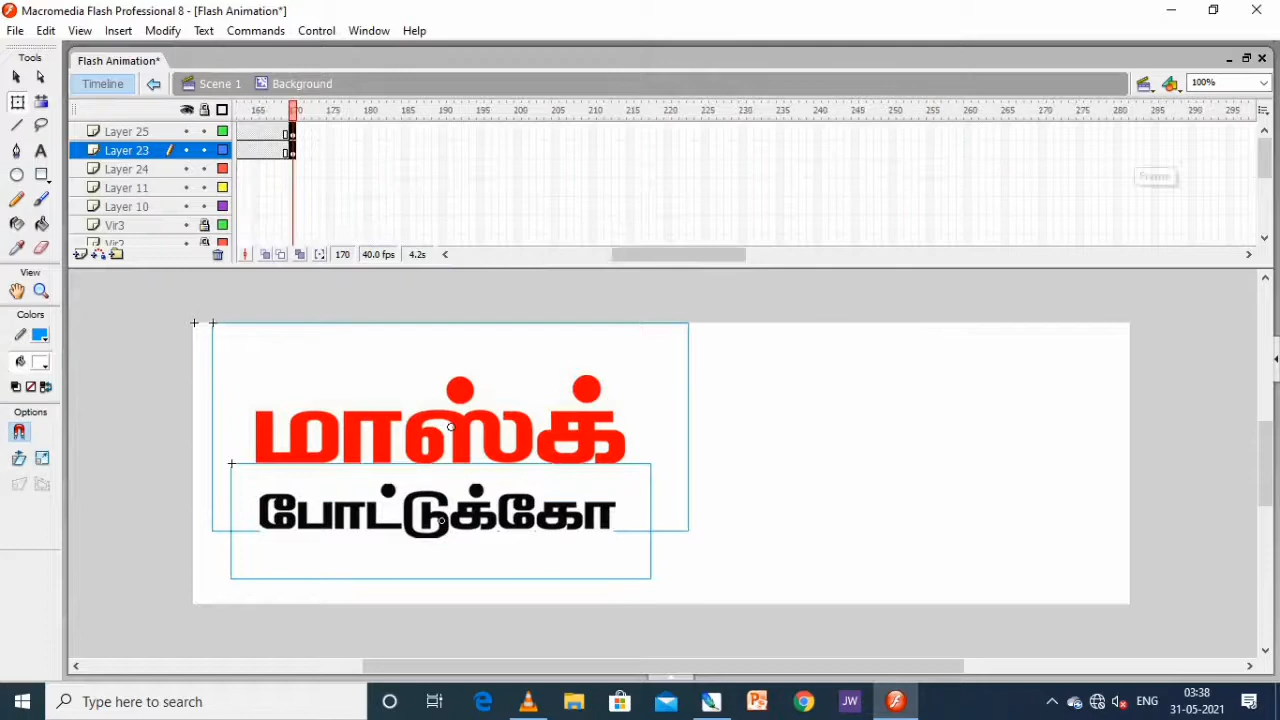 Macromedia Flash Professional 8 - [Flash Animation*]
File Edit View Insert Modify Text Commands Control Window Help
Tools
Flash Animation*
Timeline Scene 1 Background 100%
165 170 175 180 185 190 195 200 205 210 215 220 225 230 235 240 245 250 255 260 265 270 275 280 285 290 295
Layer 25
Layer 23
Layer 24
Layer 11
Layer 10
Vir3
Vir2
170 40.0 fps 4.2s
View
Colors
Options
மாஸ்க்
போட்டுக்கோ
Type here to search
JW
ENG
03:38
31-05-2021